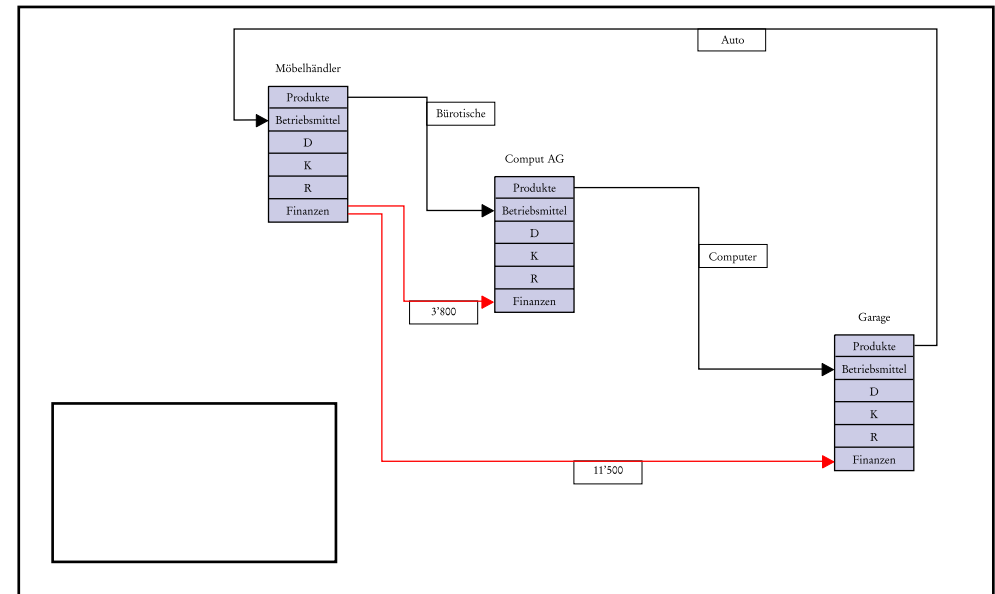 Auto
Möbelhändler
Produkte
Betriebsmittel
D
K
R
Finanzen
Bürotische
Comput AG
Produkte
Betriebsmittel
D
K
R
Finanzen
Computer
3’800
Garage
Produkte
Betriebsmittel
D
K
R
Finanzen
11’500